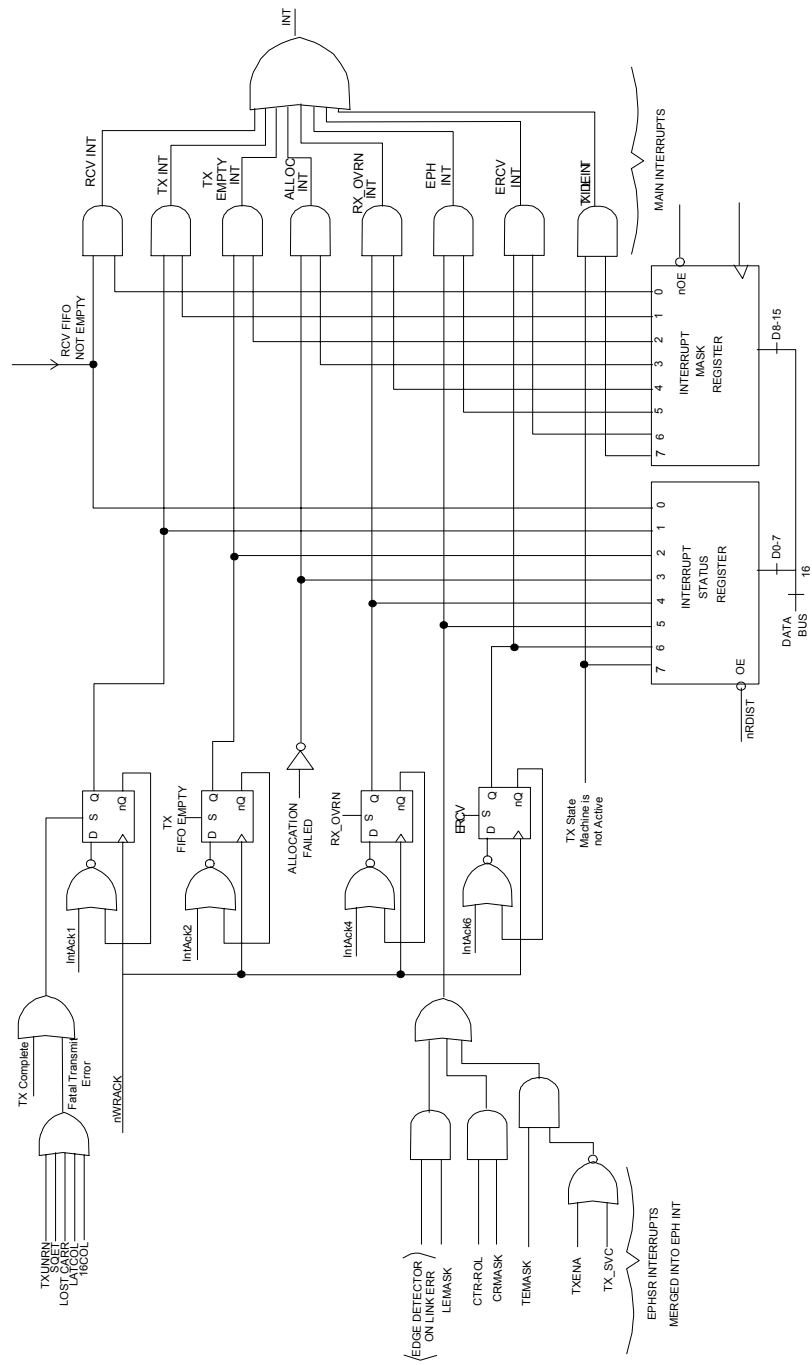 TXUNRN
SQET
LOST CARR
LATCOL
16COL
TX Complete
Fatal Transmit
Error
nWRACK
IntAck1
D
S
Q
nQ
IntAck2
TX
FIFO EMPTY
D
S
Q
nQ
ALLOCATION
FAILED
IntAck4
RX_OVRN
D
S
Q
nQ
IntAck6
ERCV
D
S
Q
nQ
TX State
Machine is
not Active
EDGE DETECTOR
ON LINK ERR
LEMASK
CTR-ROL
CRMASK
TEMASK
TXENA
TX_SVC
EPHSR INTERRUPTS
MERGED INTO EPH INT
RCV FIFO
NOT EMPTY
RCV INT
TX INT
TX
EMPTY
INT
ALLOC
INT
RX_OVRN
INT
EPH
INT
ERCV
INT
INT
MAIN INTERRUPTS
0
1
2
3
4
5
6
7
INTERRUPT
STATUS
REGISTER
OE
nRDIST
D0-7
0
1
2
3
4
5
6
7
INTERRUPT
MASK
REGISTER
nOE
D8-15
DATA
BUS
16